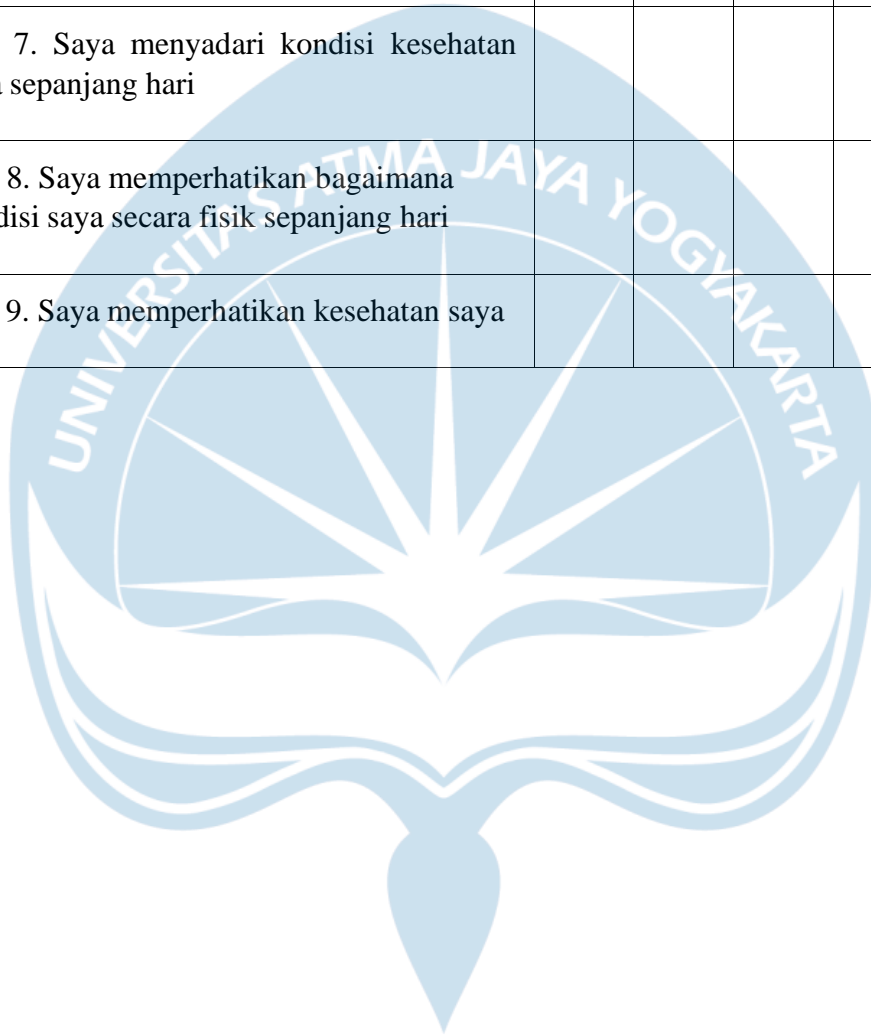 7. Saya menyadari kondisi kesehatan
sepanjang hari
8. Saya memperhatikan bagaimana
saya secara fisik sepanjang hari
9. Saya memperhatikan kesehatan saya
UNIVERSITAS ATMA JAYA YOGYAKARTA